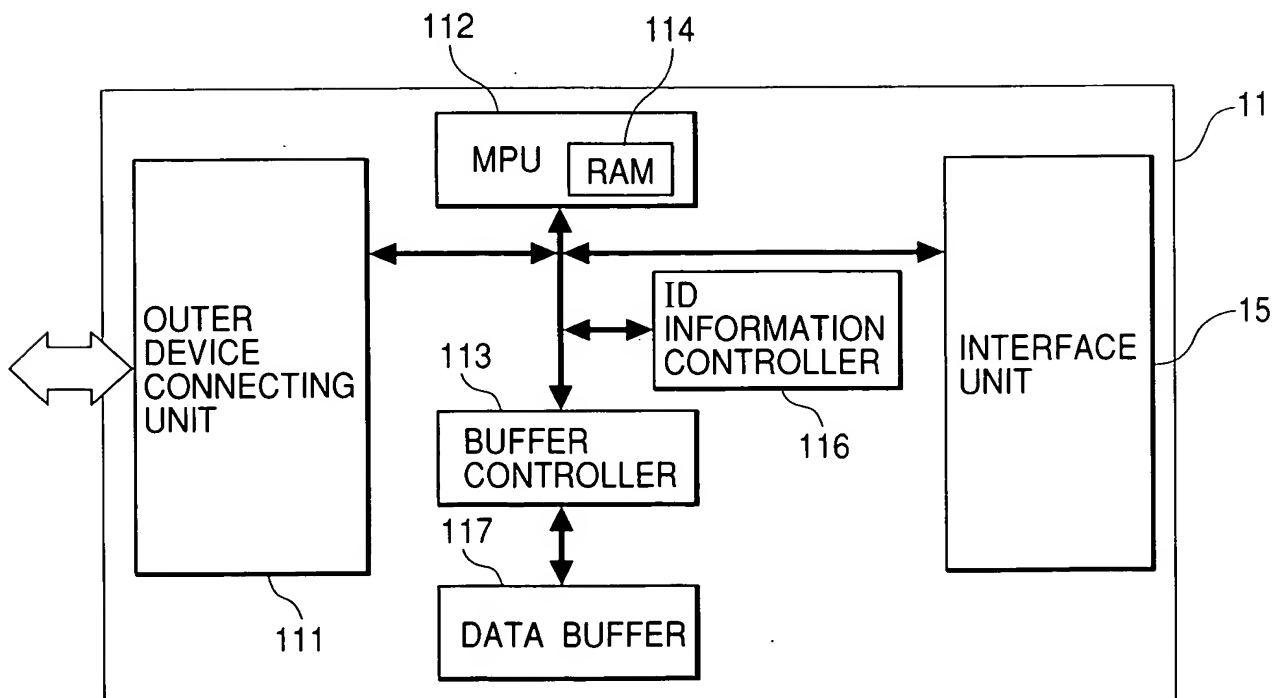 112
114
11
MPU
RAM
OUTER
DEVICE
CONNECTING
UNIT
ID
INFORMATION
CONTROLLER
INTERFACE
UNIT
15
113
116
BUFFER
CONTROLLER
117
111
DATA BUFFER